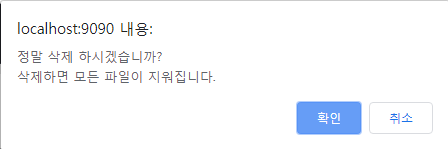 localhost:9090 내용:
정말 삭제 하시겠습니까?
삭제하면 모든 파일이 지워집니다.
확인
취소